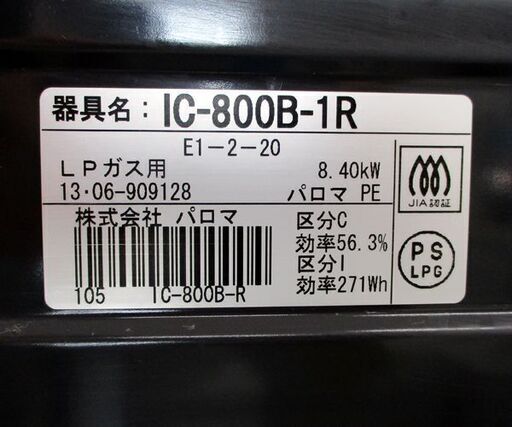 器具名：IC-800B-1R
E1-2-20
LPガス用 8.40kW
13・06-909128 パロマ PE
株式会社 パロマ
105 IC-800B-R
区分C
効率56.3%
区分I
効率271Wh
JIA認証
PS
LPG